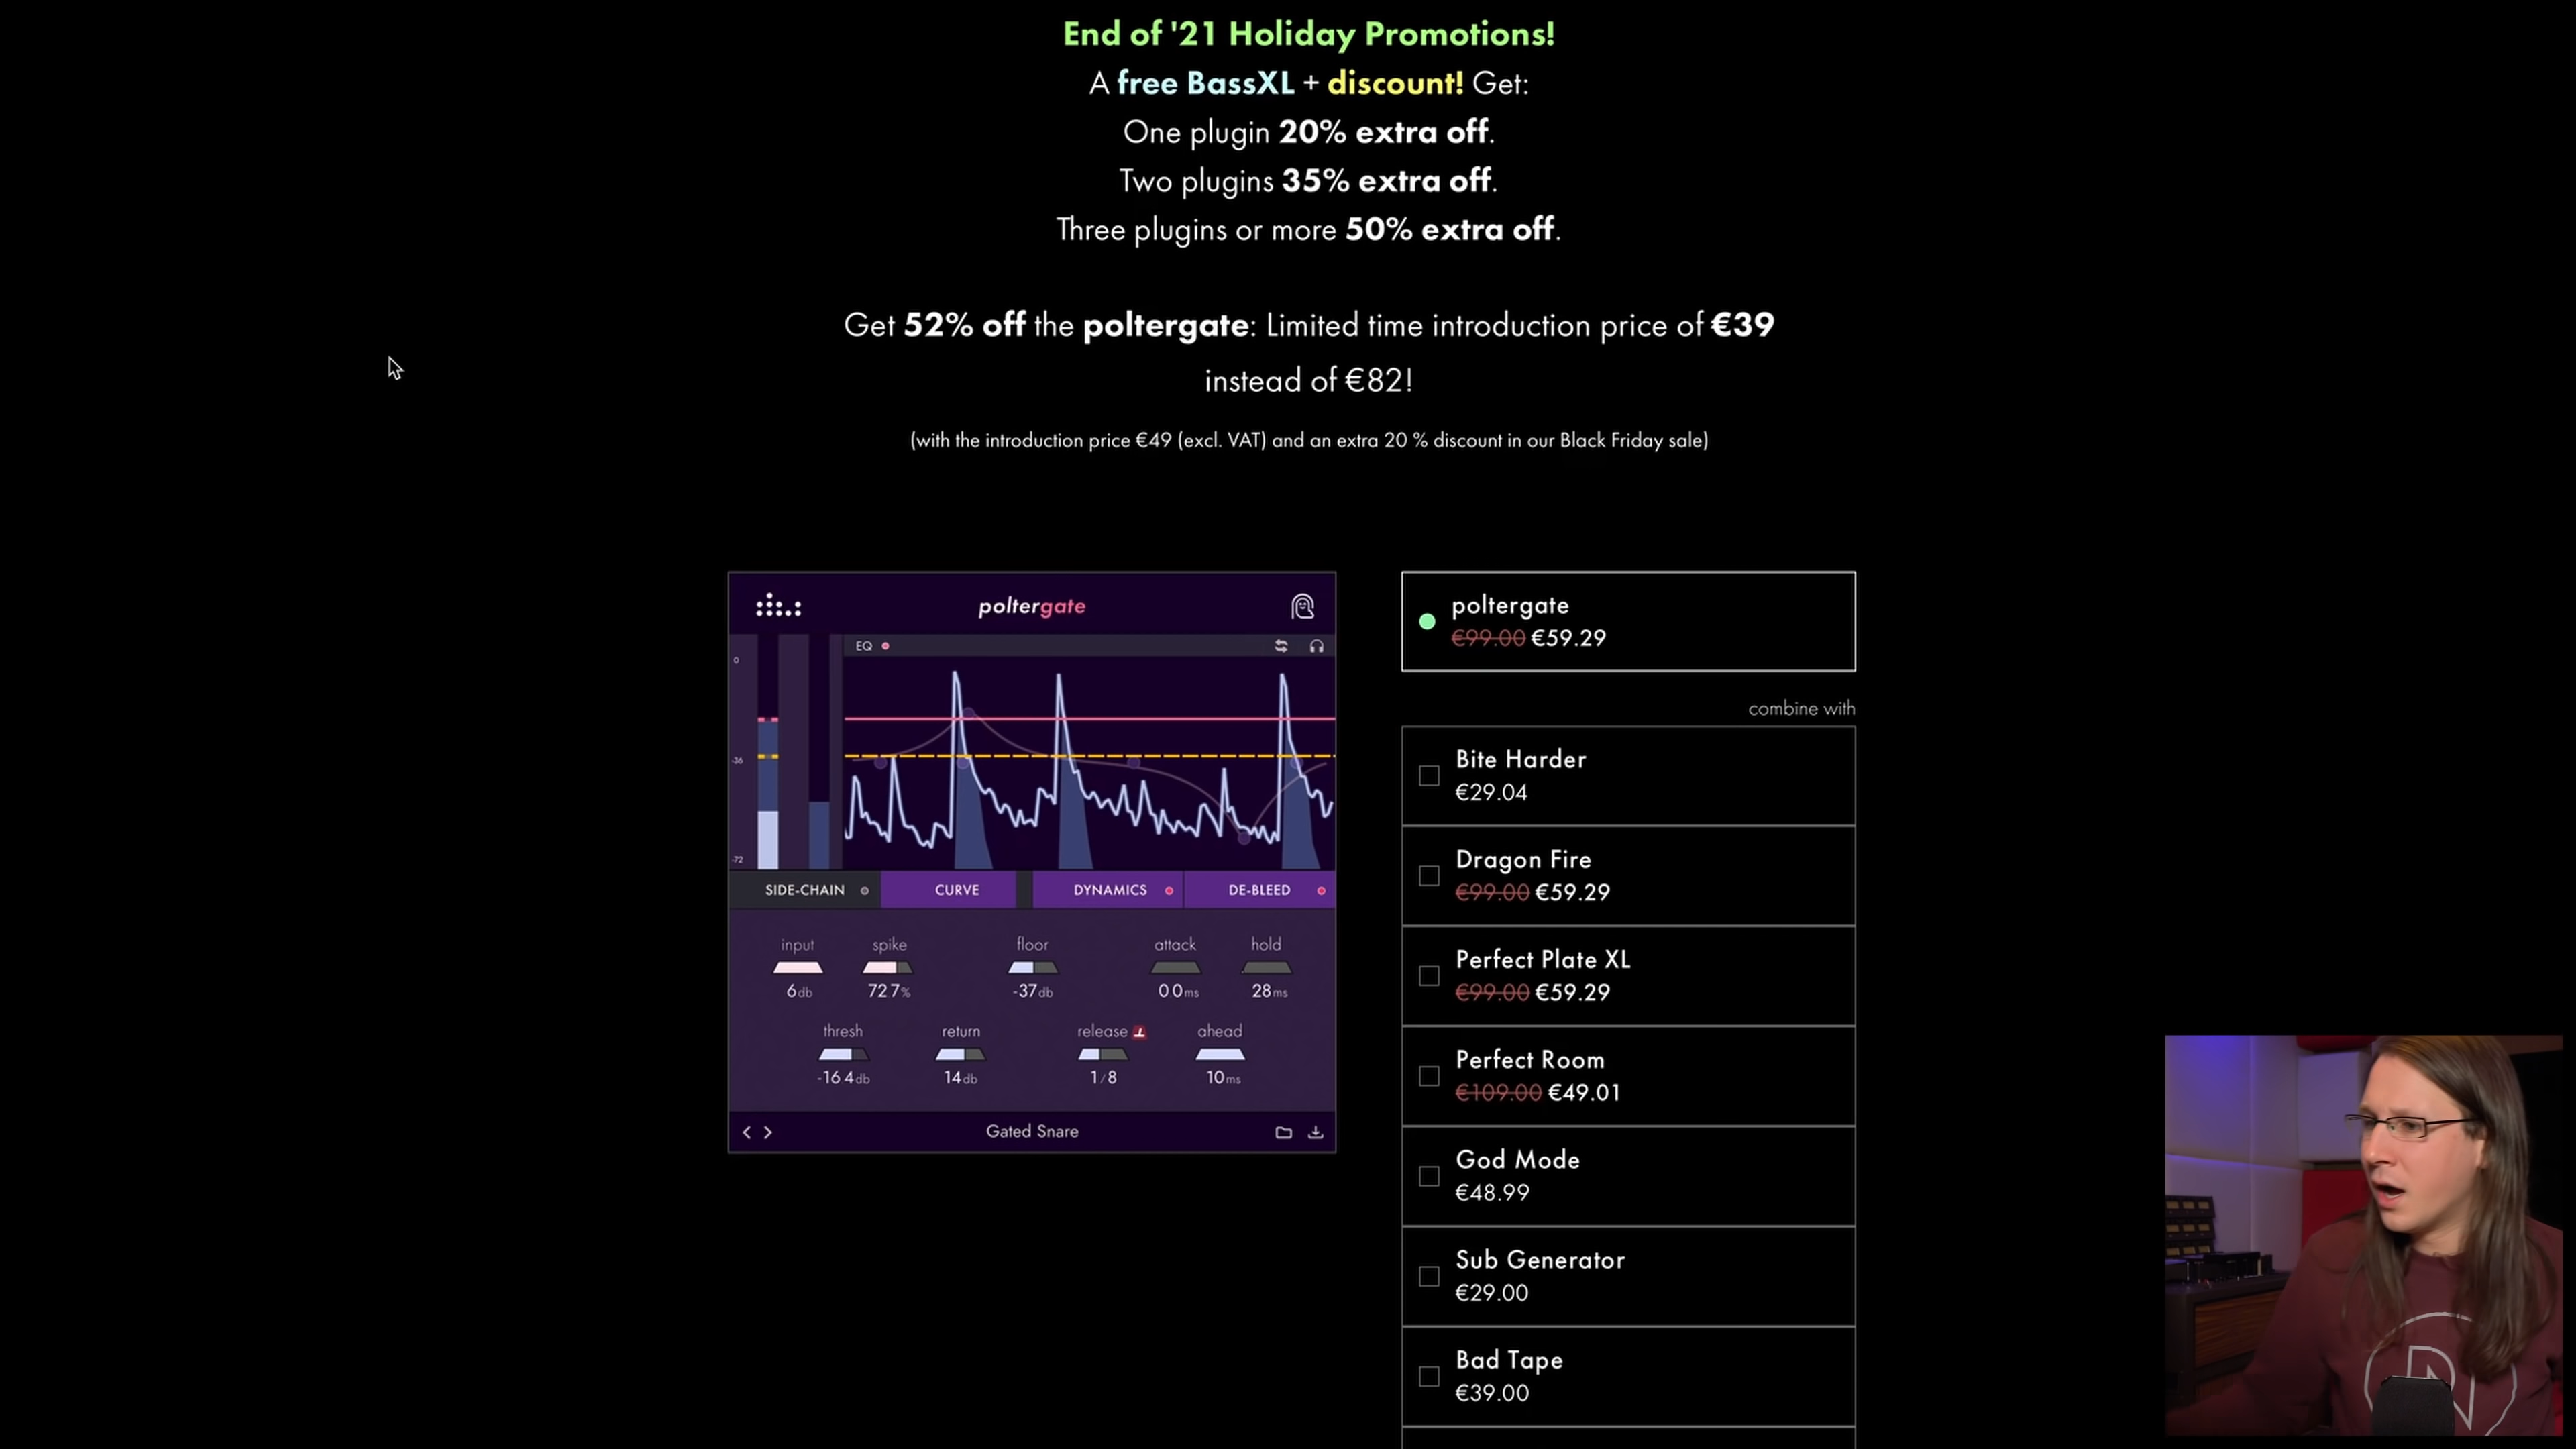 End of '21 Holiday Promotions!
A free BassXL + discount! Get:
One plugin 20% extra off.
Two plugins 35% extra off.
Three plugins or more 50% extra off.
Get 52% off the poltergate: Limited time introduction price of €39
instead of €82!
(with the introduction price €49 (excl. VAT) and an extra 20 % discount in our Black Friday sale)
poltergate
EQ
0
-36
-72
SIDE-CHAIN CURVE DYNAMICS DE-BLEED
input spike floor attack hold
6db 72 7% -37db 0 0ms 28ms
thresh return release ahead
-16 4db 14db 1/8 10ms
Gated Snare
poltergate
€99.00 €59.29
combine with
Bite Harder
€29.04
Dragon Fire
€99.00 €59.29
Perfect Plate XL
€99.00 €59.29
Perfect Room
€109.00 €49.01
God Mode
€48.99
Sub Generator
€29.00
Bad Tape
€39.00